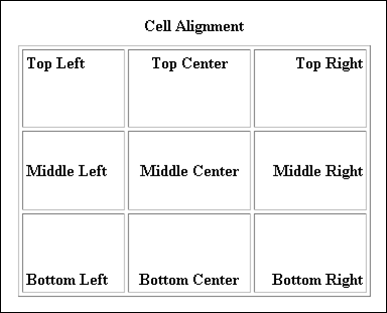 Cell Alignment
Top Left Top Center Top Right
Middle Left Middle Center Middle Right
Bottom Left Bottom Center Bottom Right